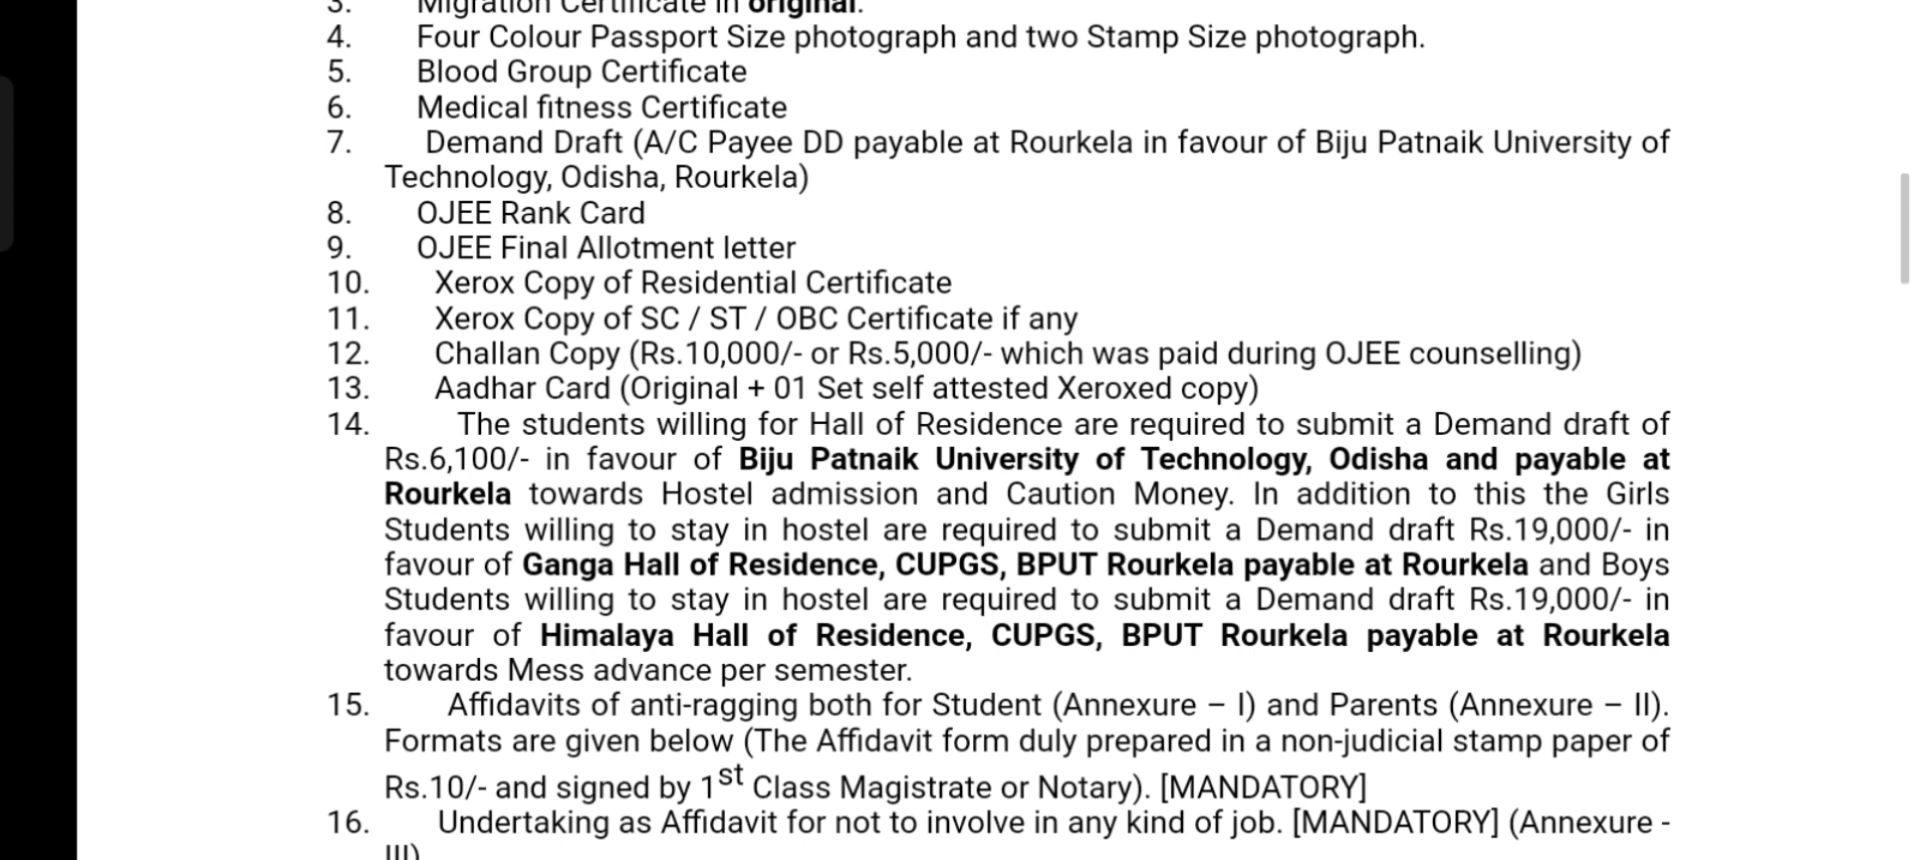 3. Migration Certificate in original.
4. Four Colour Passport Size photograph and two Stamp Size photograph.
5. Blood Group Certificate
6. Medical fitness Certificate
7. Demand Draft (A/C Payee DD payable at Rourkela in favour of Biju Patnaik University of
Technology, Odisha, Rourkela)
8. OJEE Rank Card
9. OJEE Final Allotment letter
10. Xerox Copy of Residential Certificate
11. Xerox Copy of SC / ST / OBC Certificate if any
12. Challan Copy (Rs.10,000/- or Rs.5,000/- which was paid during OJEE counselling)
13. Aadhar Card (Original + 01 Set self attested Xeroxed copy)
14. The students willing for Hall of Residence are required to submit a Demand draft of
Rs.6,100/- in favour of Biju Patnaik University of Technology, Odisha and payable at
Rourkela towards Hostel admission and Caution Money. In addition to this the Girls
Students willing to stay in hostel are required to submit a Demand draft Rs.19,000/- in
favour of Ganga Hall of Residence, CUPGS, BPUT Rourkela payable at Rourkela and Boys
Students willing to stay in hostel are required to submit a Demand draft Rs.19,000/- in
favour of Himalaya Hall of Residence, CUPGS, BPUT Rourkela payable at Rourkela
towards Mess advance per semester.
15. Affidavits of anti-ragging both for Student (Annexure – I) and Parents (Annexure – II).
Formats are given below (The Affidavit form duly prepared in a non-judicial stamp paper of
Rs.10/- and signed by 1st Class Magistrate or Notary). [MANDATORY]
16. Undertaking as Affidavit for not to involve in any kind of job. [MANDATORY] (Annexure -
III)